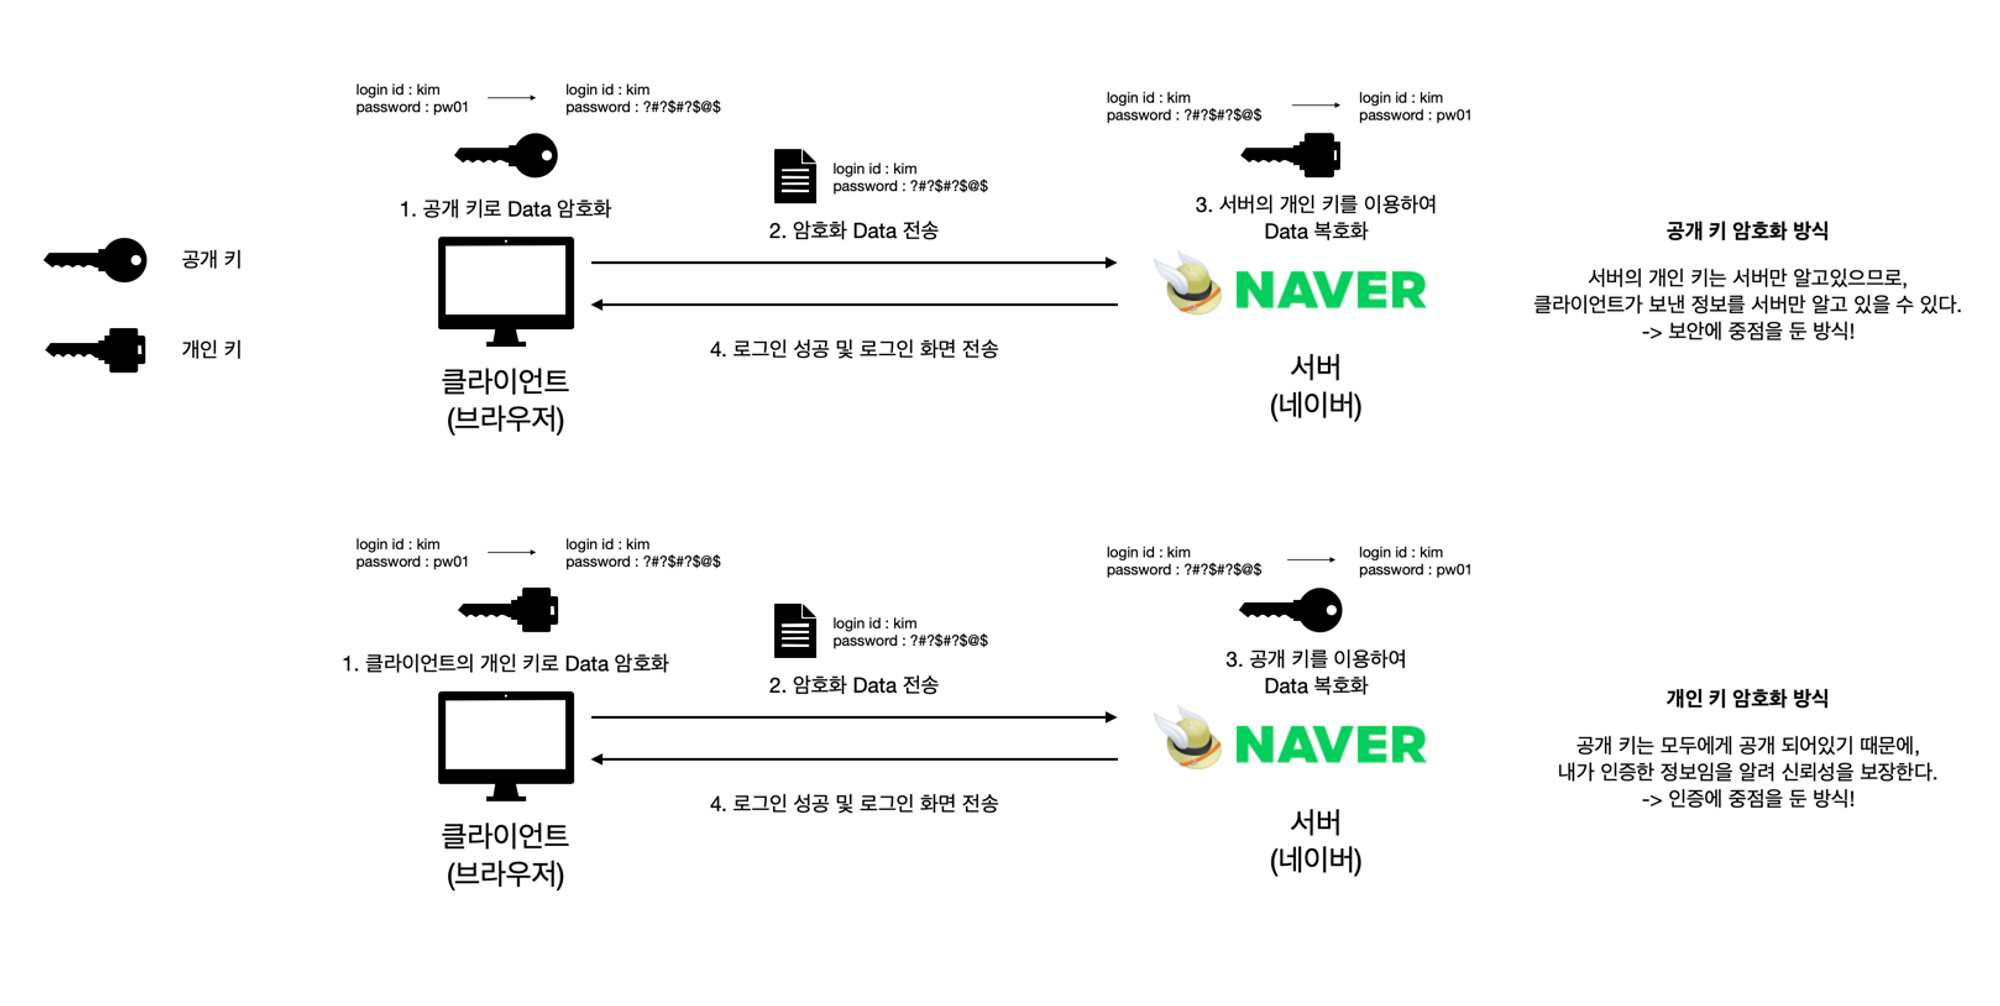 공개 키
개인 키
login id : kim
password : pw01
login id : kim
password : ?#?$#?$@$
1. 공개 키로 Data 암호화
클라이언트
(브라우저)
login id : kim
password : ?#?$#?$@$
2. 암호화 Data 전송
4. 로그인 성공 및 로그인 화면 전송
login id : kim
password : ?#?$#?$@$
login id : kim
password : pw01
3. 서버의 개인 키를 이용하여
Data 복호화
NAVER
서버
(네이버)
공개 키 암호화 방식
서버의 개인 키는 서버만 알고있으므로,
클라이언트가 보낸 정보를 서버만 알고 있을 수 있다.
-> 보안에 중점을 둔 방식!
login id : kim
password : pw01
login id : kim
password : ?#?$#?$@$
1. 클라이언트의 개인 키로 Data 암호화
클라이언트
(브라우저)
login id : kim
password : ?#?$#?$@$
2. 암호화 Data 전송
4. 로그인 성공 및 로그인 화면 전송
login id : kim
password : ?#?$#?$@$
login id : kim
password : pw01
3. 공개 키를 이용하여
Data 복호화
NAVER
서버
(네이버)
개인 키 암호화 방식
공개 키는 모두에게 공개 되어있기 때문에,
내가 인증한 정보임을 알려 신뢰성을 보장한다.
-> 인증에 중점을 둔 방식!